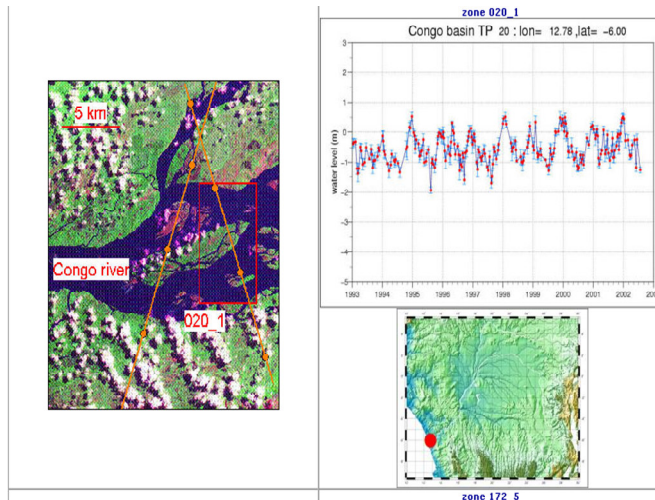 zone 020_1
Congo basin TP 20 : lon= 12.78 ,lat= -6.00
5 km
Congo river
020_1
water level (m)
3
2
1
0
-1
-2
-3
-4
-5
1993 1994 1995 1996 1997 1998 1999 2000 2001 2002 2003
zone 172_5